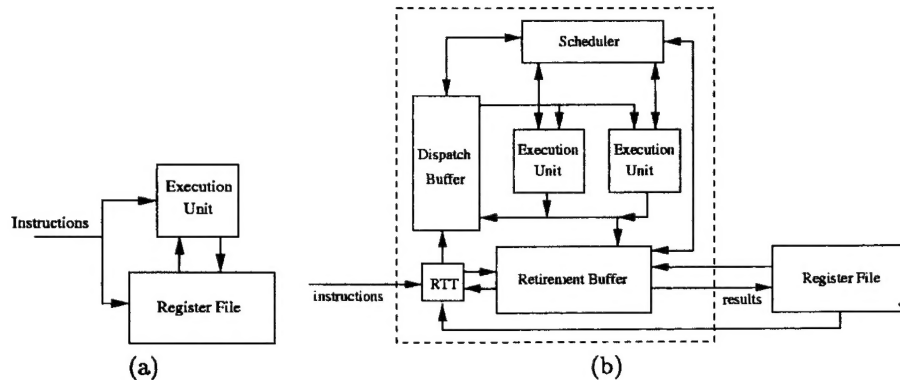 Instructions
Execution
Unit
Register File
(a)
Scheduler
Dispatch
Buffer
Execution
Unit
Execution
Unit
instructions
RTT
Retirement Buffer
results
Register File
(b)